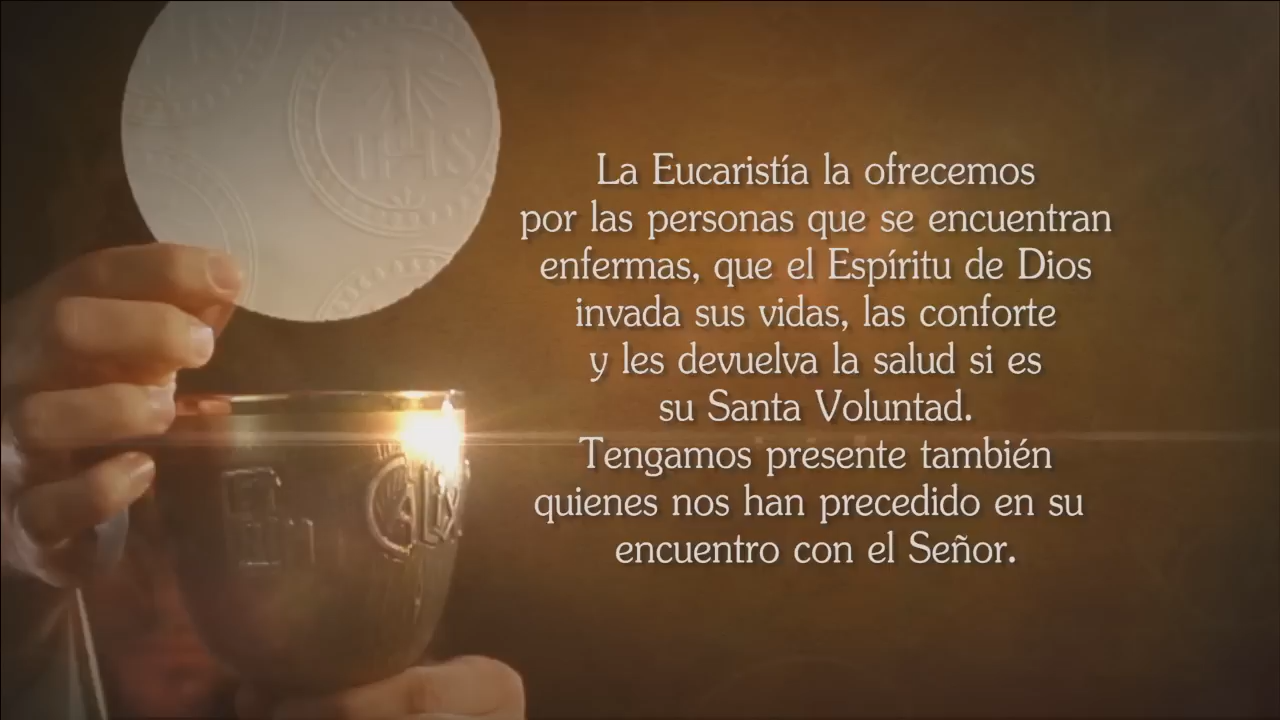 IHS
La Eucaristía la ofrecemos
por las personas que se encuentran
enfermas, que el Espíritu de Dios
invada sus vidas, las conforte
y les devuelva la salud si es
su Santa Voluntad.
Tengamos presente también
quienes nos han precedido en su
encuentro con el Señor.